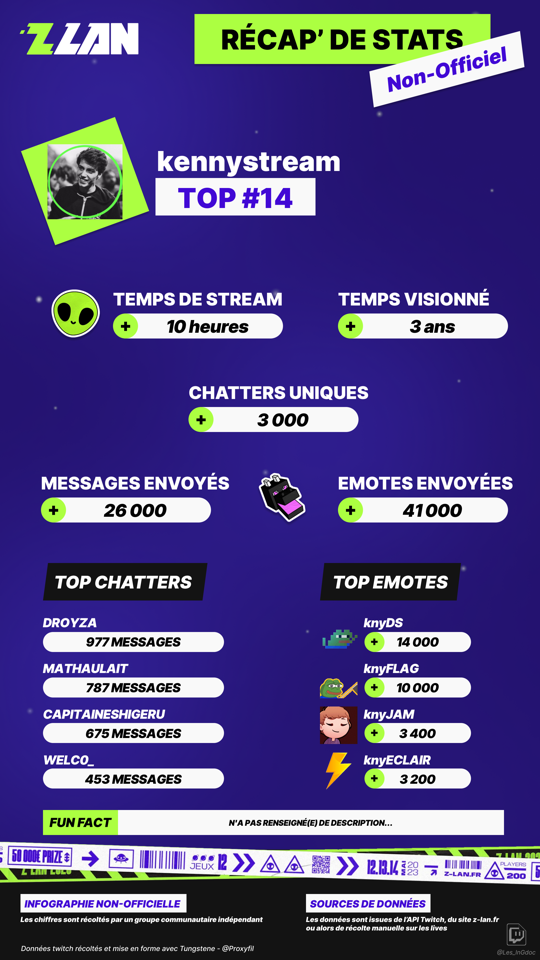 Z LAN
RÉCAP' DE STATS
Non-Officiel
kennystream
TOP #14
TEMPS DE STREAM
TEMPS VISIONNÉ
+ 10 heures
+ 3 ans
CHATTERS UNIQUES
+ 3 000
MESSAGES ENVOYÉS
EMOTES ENVOYÉES
+ 26 000
+ 41 000
TOP CHATTERS
DROYZA
977 MESSAGES
MATHAULAIT
787 MESSAGES
CAPITAINESHIGERU
675 MESSAGES
WELCO_
453 MESSAGES
TOP EMOTES
knyDS
+ 14 000
knyFLAG
+ 10 000
knyJAM
+ 3 400
knyECLAIR
+ 3 200
FUN FACT
N'A PAS RENSEIGNÉ(E) DE DESCRIPTION...
50 000€ PRIZE
JEUX 12
12.13.14 MAI 2023
Z-LAN.FR
PLAYERS 200
Z LAN 2023
INFOGRAPHIE NON-OFFICIELLE
Les chiffres sont récoltés par un groupe communautaire indépendant
SOURCES DE DONNÉES
Les données sont issues de l'API Twitch, du site z-lan.fr
ou alors de récolte manuelle sur les lives
Données twitch récoltés et mise en forme avec Tungstene - @Proxyfil
@Les_InGdoc